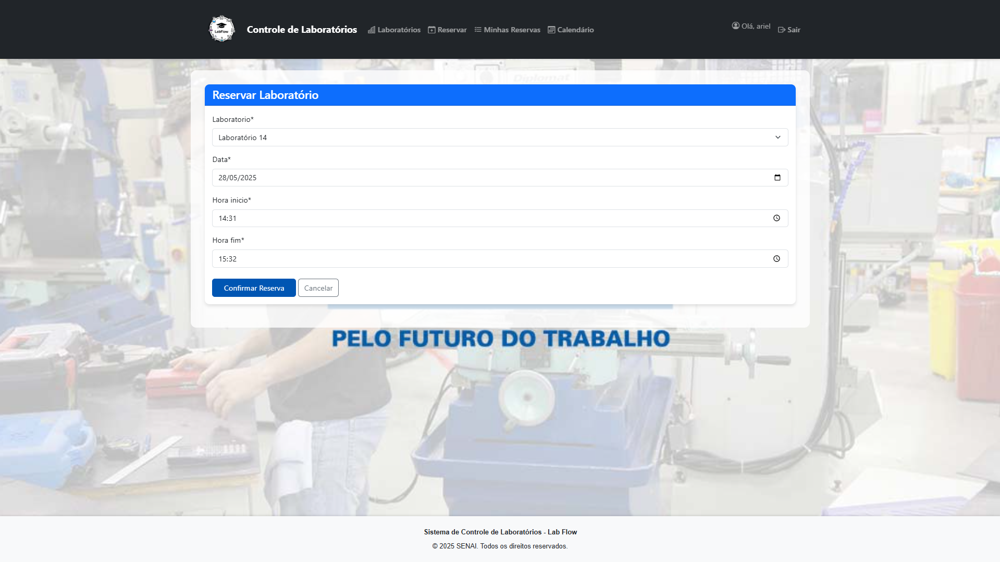 LabFlow
Controle de Laboratórios
Laboratórios
Reservar
Minhas Reservas
Calendário
Olá, ariel
Sair
Diplomat
Reservar Laboratório
Laboratorio*
Laboratório 14
Data*
28/05/2025
Hora inicio*
14:31
Hora fim*
15:32
Confirmar Reserva
Cancelar
PELO FUTURO DO TRABALHO
Sistema de Controle de Laboratórios - Lab Flow
© 2025 SENAI. Todos os direitos reservados.